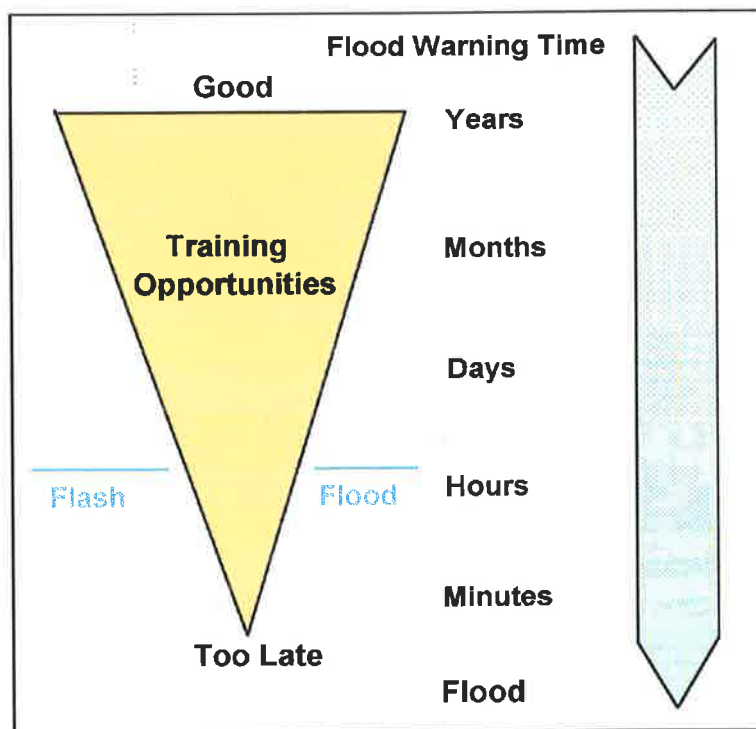 Flood Warning Time
Good
Years
Training
Opportunities
Months
Days
Flash
Flood
Hours
Minutes
Too Late
Flood